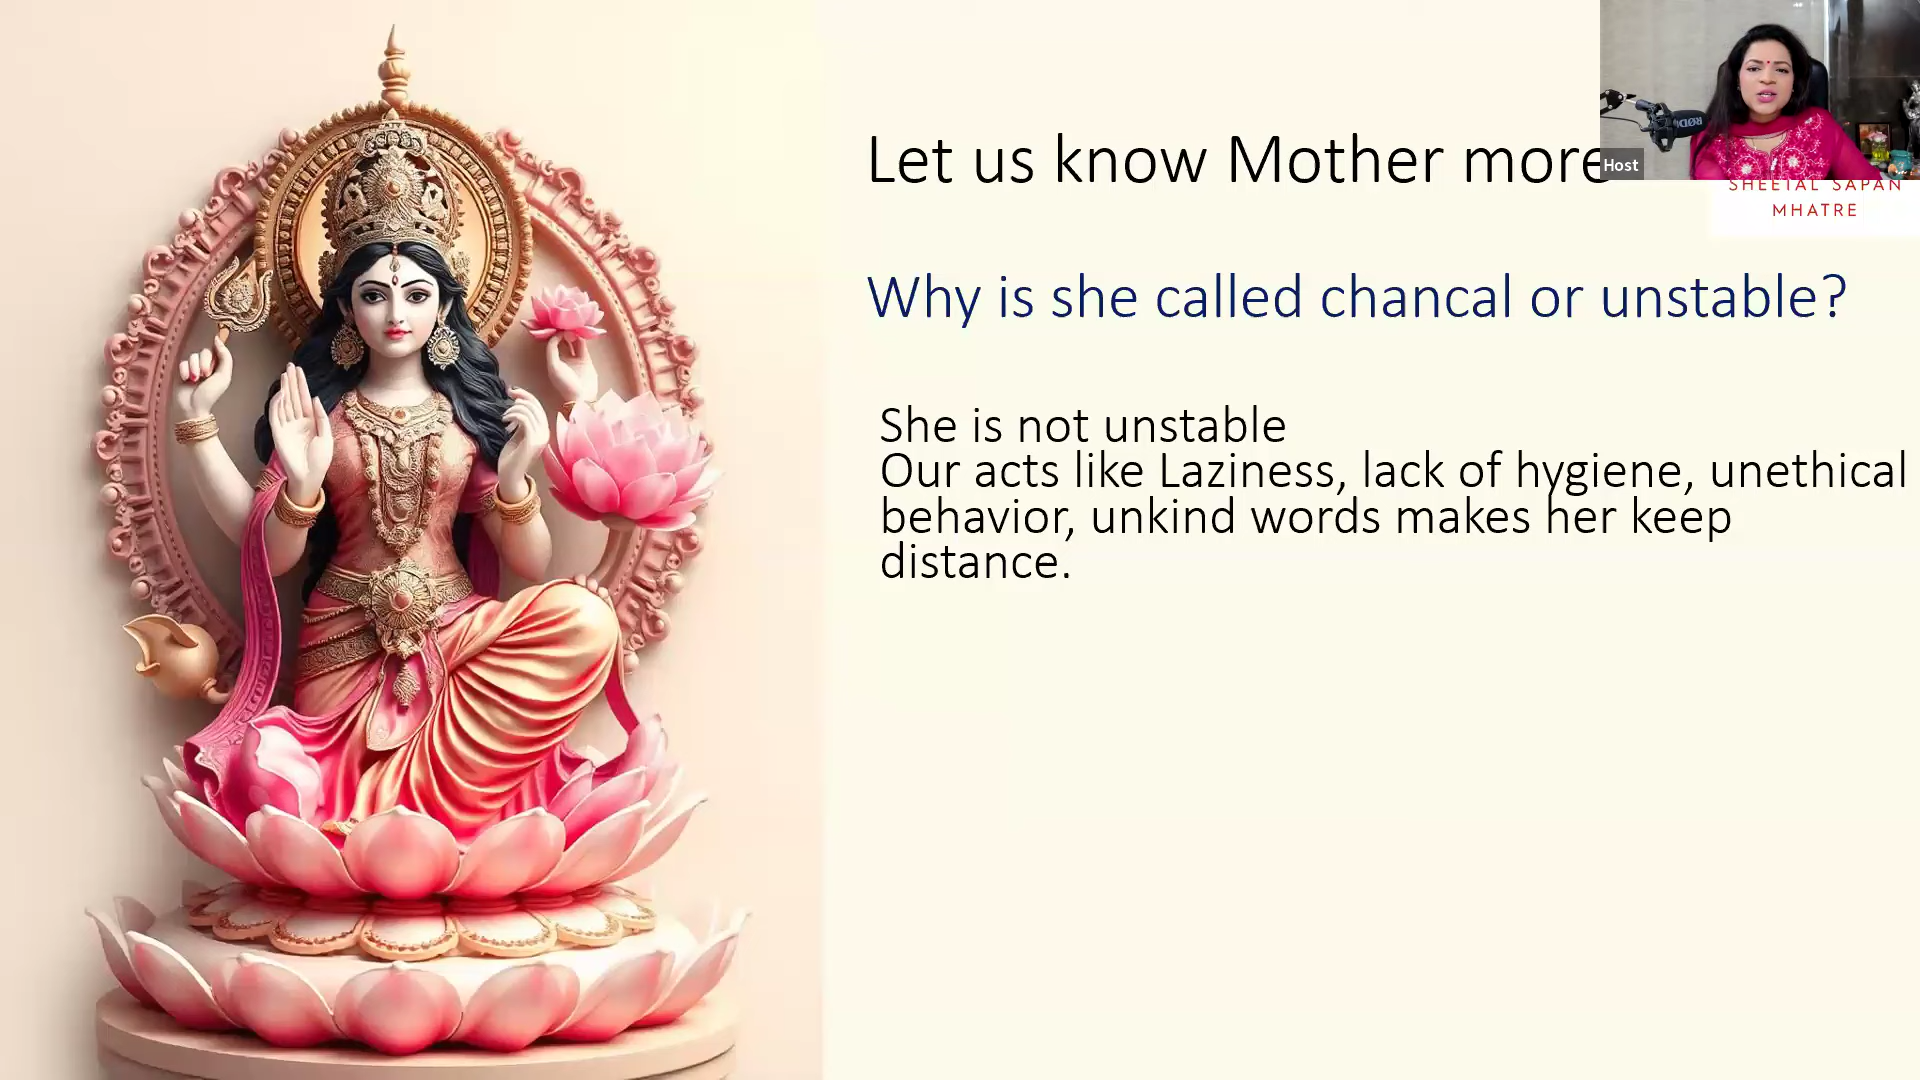 Let us know Mother more
Host
SHEETAL SAPAN
MHATRE
Why is she called chancal or unstable?
She is not unstable
Our acts like Laziness, lack of hygiene, unethical
behavior, unkind words makes her keep
distance.
RØDE